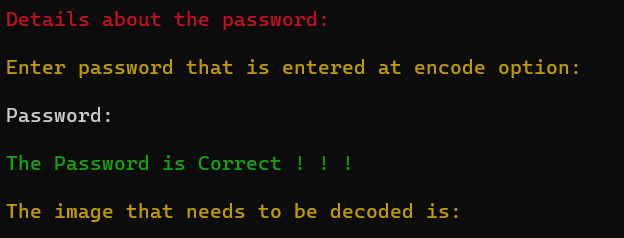 Details about the password:
Enter password that is entered at encode option:
Password:
The Password is Correct ! ! !
The image that needs to be decoded is: